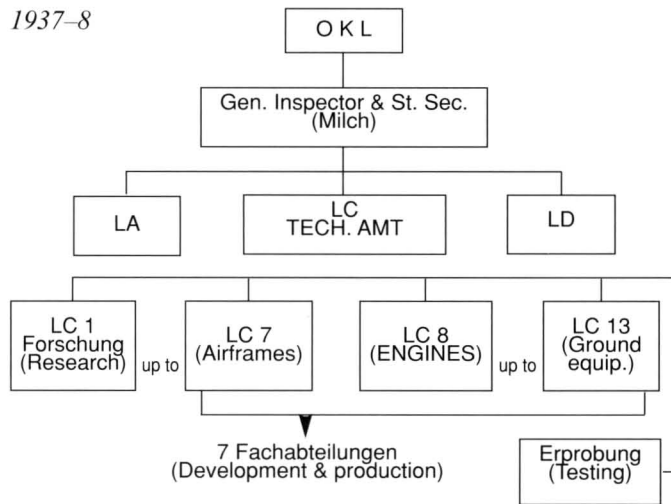 1937–8
O K L
Gen. Inspector & St. Sec.
(Milch)
LA
LC
TECH. AMT
LD
LC 1
Forschung
(Research)
up to
LC 7
(Airframes)
LC 8
(ENGINES)
up to
LC 13
(Ground
equip.)
7 Fachabteilungen
(Development & production)
Erprobung
(Testing)